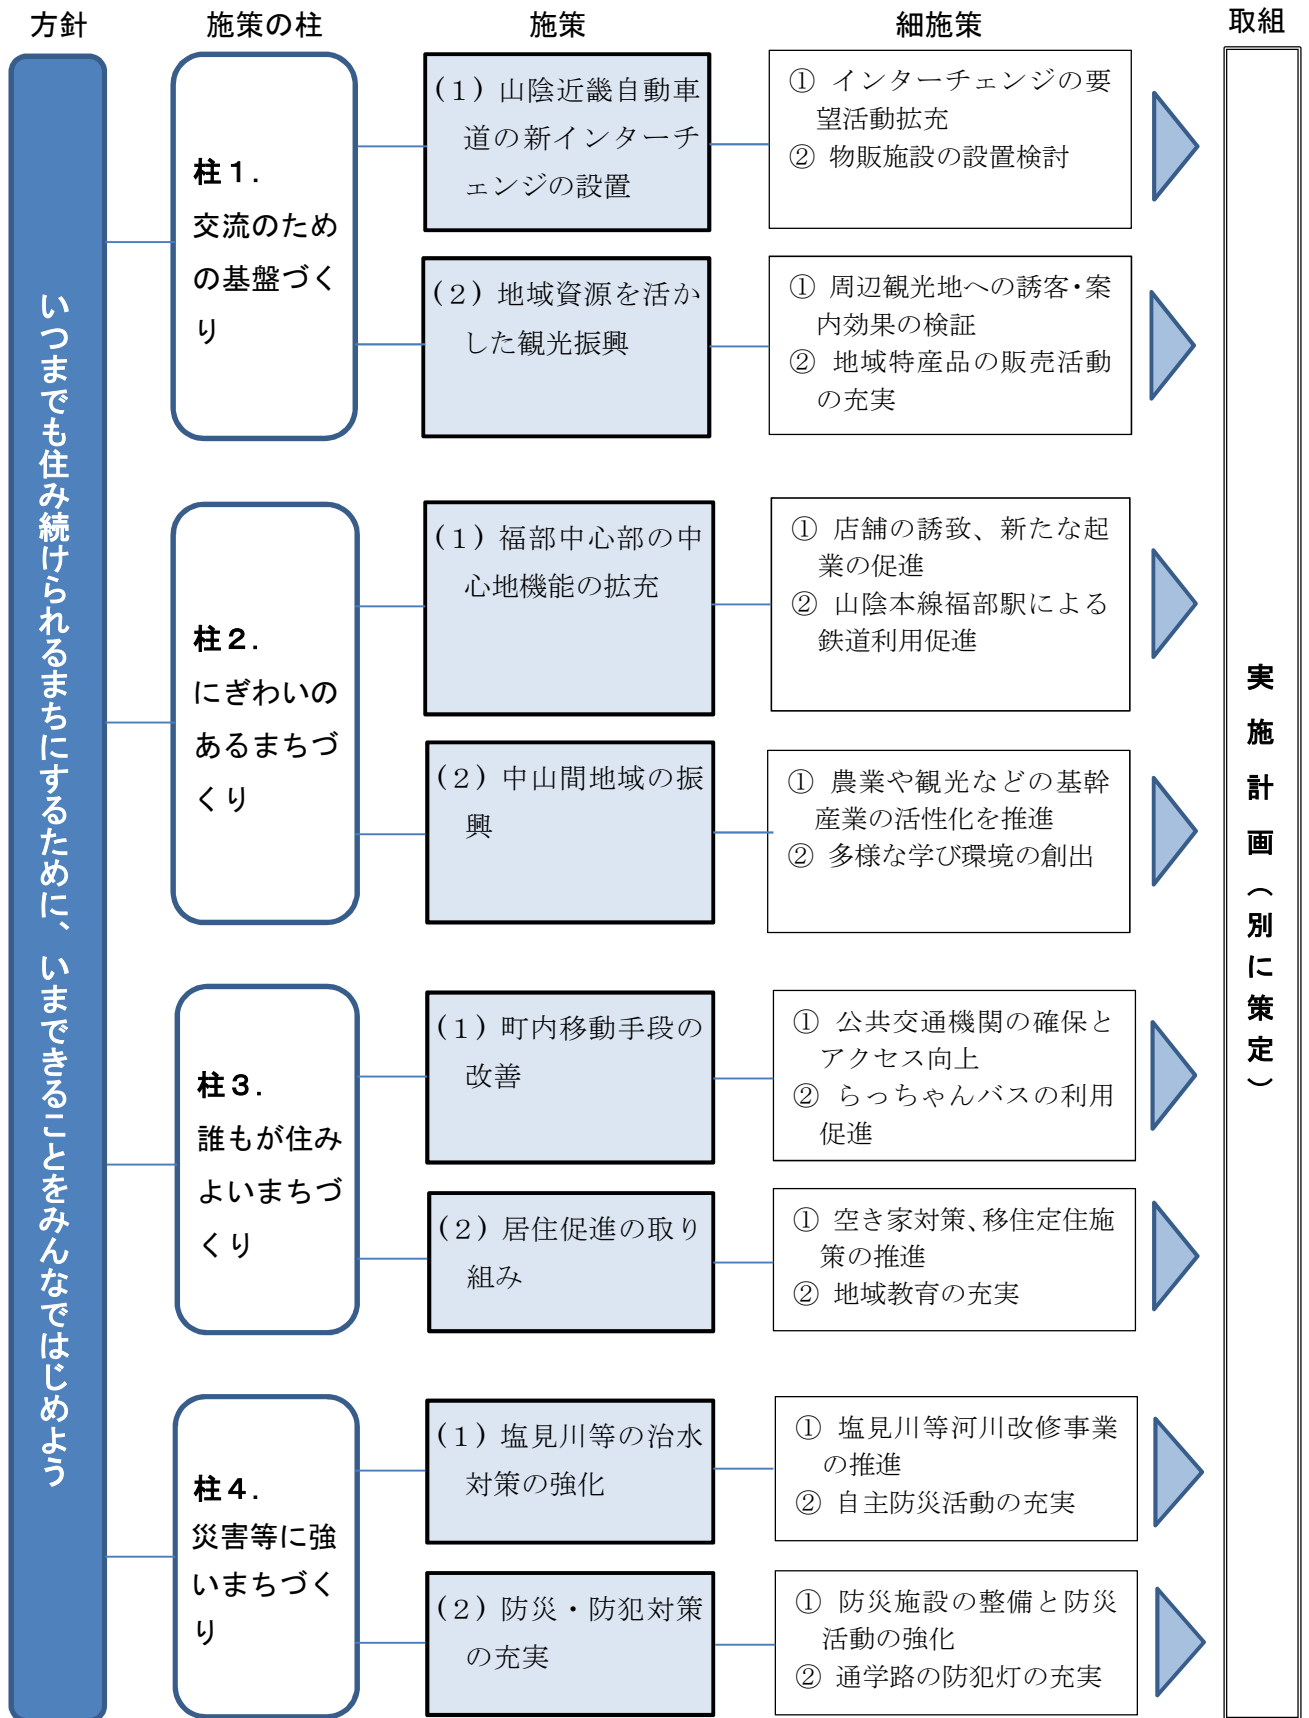 方針
施策の柱
施策
細施策
取組
いつまでも住み続けられるまちにするために、いまできることをみんなではじめよう
柱１．
交流のため
の基盤づく
り
(１) 山陰近畿自動車
道の新インターチ
ェンジの設置
① インターチェンジの要
望活動拡充
② 物販施設の設置検討
(２) 地域資源を活か
した観光振興
① 周辺観光地への誘客・案
内効果の検証
② 地域特産品の販売活動
の充実
柱２．
にぎわいの
あるまちづ
くり
(１) 福部中心部の中
心地機能の拡充
① 店舗の誘致、新たな起
業の促進
② 山陰本線福部駅による
鉄道利用促進
(２) 中山間地域の振
興
① 農業や観光などの基幹
産業の活性化を推進
② 多様な学び環境の創出
柱３．
誰もが住み
よいまちづ
くり
(１) 町内移動手段の
改善
① 公共交通機関の確保と
アクセス向上
② らっちゃんバスの利用
促進
(２) 居住促進の取り
組み
① 空き家対策、移住定住施
策の推進
② 地域教育の充実
柱４．
災害等に強
いまちづく
り
(１) 塩見川等の治水
対策の強化
① 塩見川等河川改修事業
の推進
② 自主防災活動の充実
(２) 防災・防犯対策
の充実
① 防災施設の整備と防災
活動の強化
② 通学路の防犯灯の充実
実施計画（別に策定）